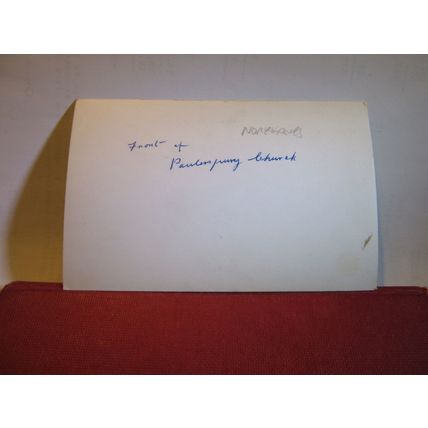 Front of
Paulerspury Church